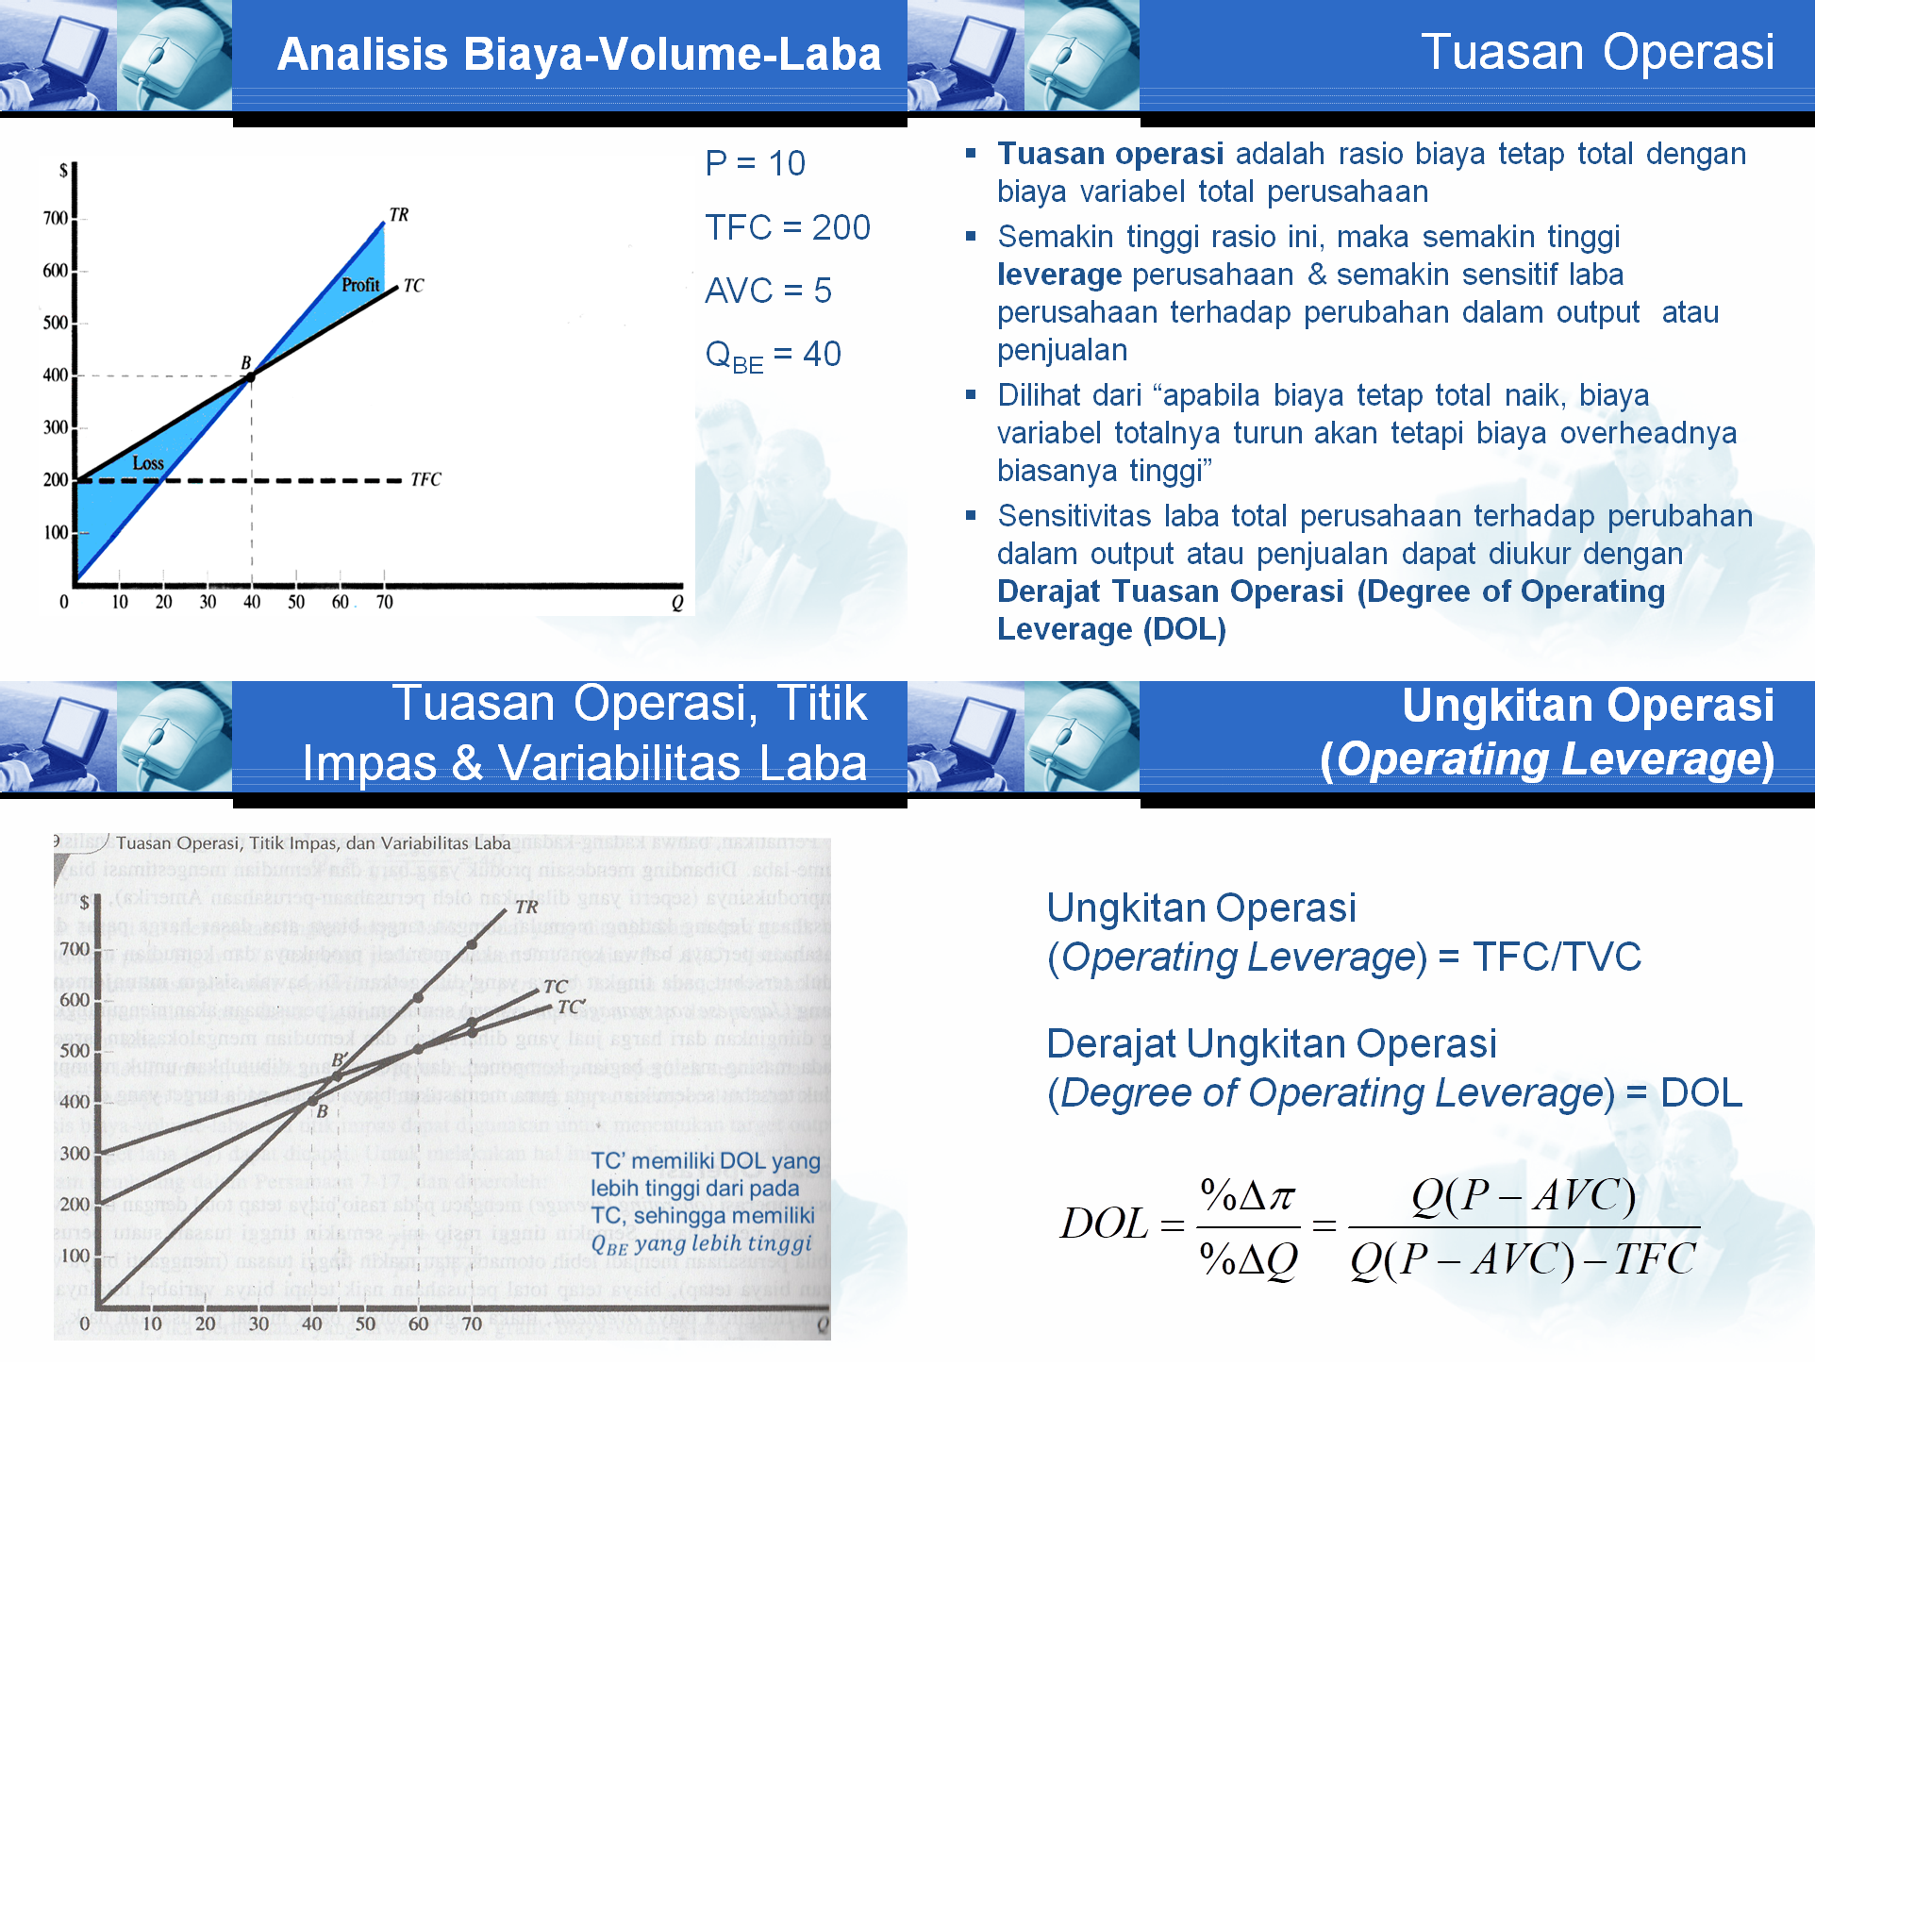 Analisis Biaya-Volume-Laba
$
700
600
500
400
300
200
100
0
10
20
30
40
50
60
70
Q
TR
Profit
TC
B
Loss
TFC
P = 10
TFC = 200
AVC = 5
QBE = 40
Tuasan Operasi
▪ Tuasan operasi adalah rasio biaya tetap total dengan
biaya variabel total perusahaan
▪ Semakin tinggi rasio ini, maka semakin tinggi
leverage perusahaan & semakin sensitif laba
perusahaan terhadap perubahan dalam output atau
penjualan
▪ Dilihat dari “apabila biaya tetap total naik, biaya
variabel totalnya turun akan tetapi biaya overheadnya
biasanya tinggi”
▪ Sensitivitas laba total perusahaan terhadap perubahan
dalam output atau penjualan dapat diukur dengan
Derajat Tuasan Operasi (Degree of Operating
Leverage (DOL)
Tuasan Operasi, Titik
Impas & Variabilitas Laba
Tuasan Operasi, Titik Impas, dan Variabilitas Laba
$
700
600
500
400
300
200
100
0
10
20
30
40
50
60
70
Q
TR
TC
TC'
B'
B
TC’ memiliki DOL yang
lebih tinggi dari pada
TC, sehingga memiliki
QBE yang lebih tinggi
Ungkitan Operasi
(Operating Leverage)
Ungkitan Operasi
(Operating Leverage) = TFC/TVC
Derajat Ungkitan Operasi
(Degree of Operating Leverage) = DOL
DOL = %Δπ / %ΔQ = Q(P − AVC) / Q(P − AVC) − TFC